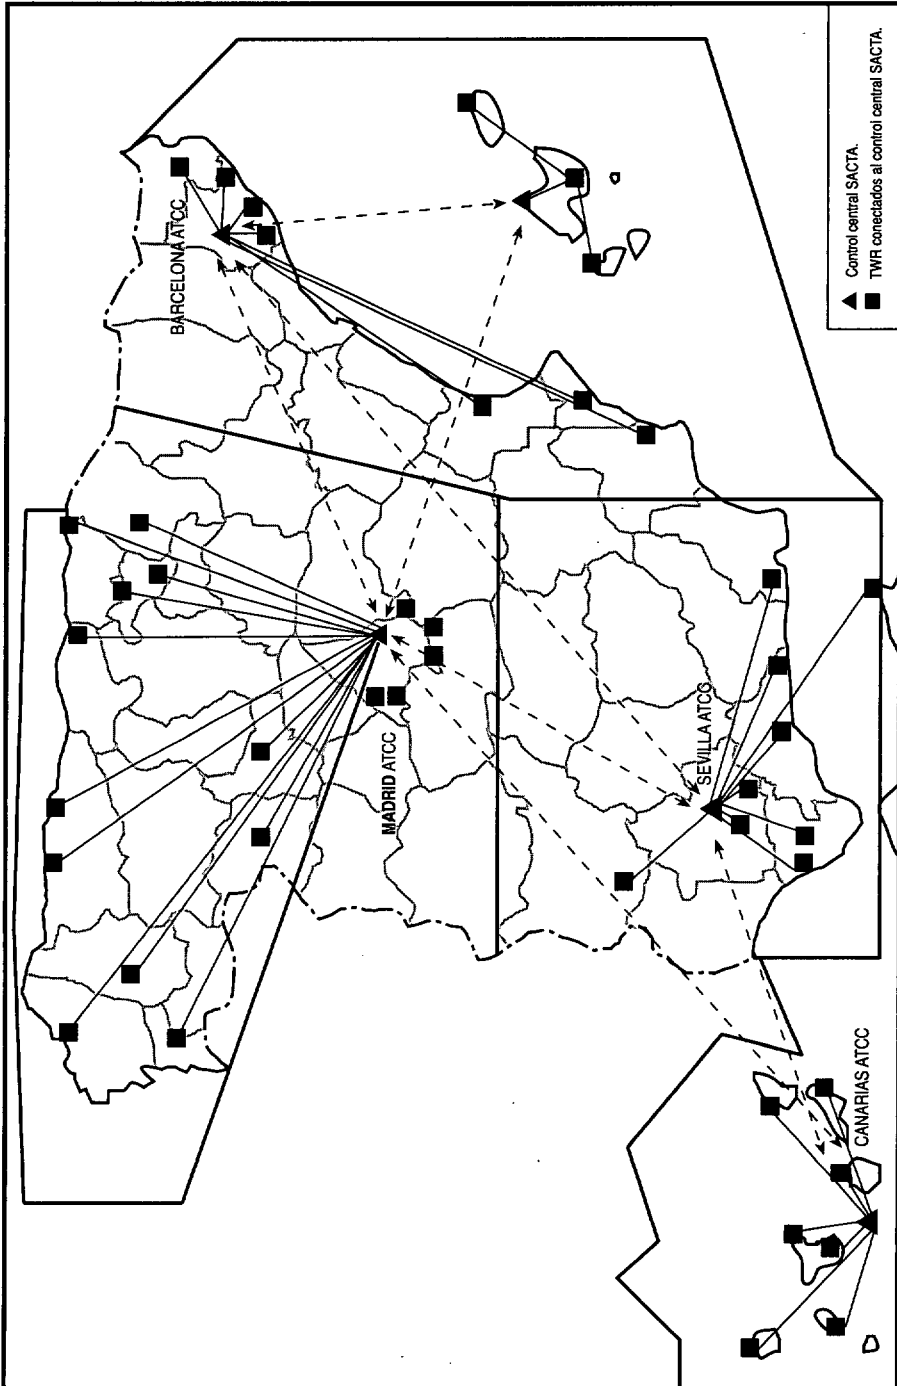 BARCELONA ATCC
MADRID ATCC
SEVILLA ATCC
CANARIAS ATCC
Control central SACTA.
TWR conectados al control central SACTA.